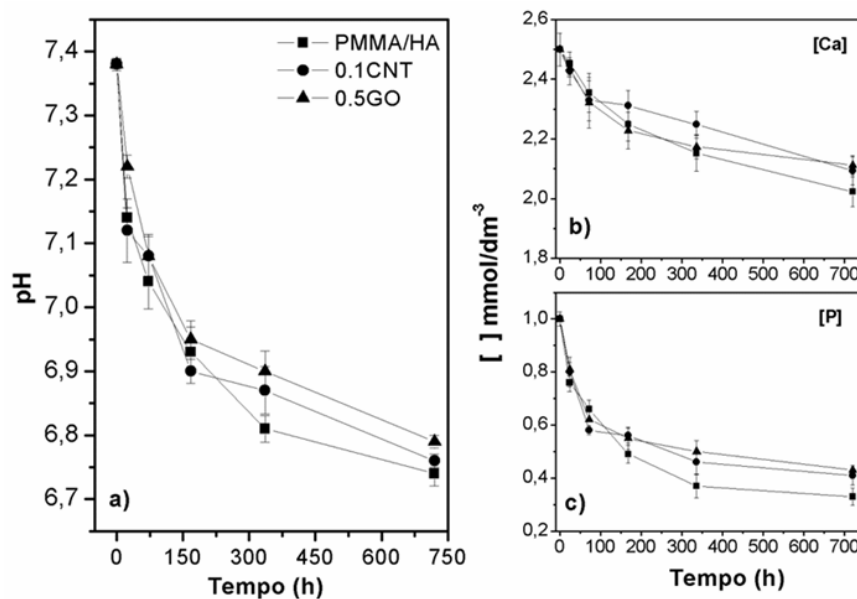 7,4
7,3
7,2
7,1
7,0
6,9
6,8
6,7
pH
PMMA/HA
0.1CNT
0.5GO
a)
0 150 300 450 600 750
Tempo (h)
[ ] mmol/dm⁻³
2,6
2,4
2,2
2,0
1,8
[Ca]
b)
0 100 200 300 400 500 600 700
1,0
0,8
0,6
0,4
0,2
[P]
c)
0 100 200 300 400 500 600 700
Tempo (h)